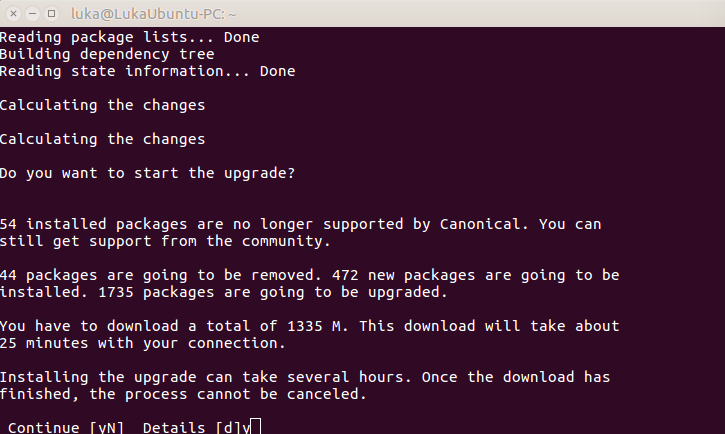 luka@LukaUbuntu-PC: ~
Reading package lists... Done
Building dependency tree
Reading state information... Done
Calculating the changes
Calculating the changes
Do you want to start the upgrade?
54 installed packages are no longer supported by Canonical. You can
still get support from the community.
44 packages are going to be removed. 472 new packages are going to be
installed. 1735 packages are going to be upgraded.
You have to download a total of 1335 M. This download will take about
25 minutes with your connection.
Installing the upgrade can take several hours. Once the download has
finished, the process cannot be canceled.
Continue [yN]  Details [d]y